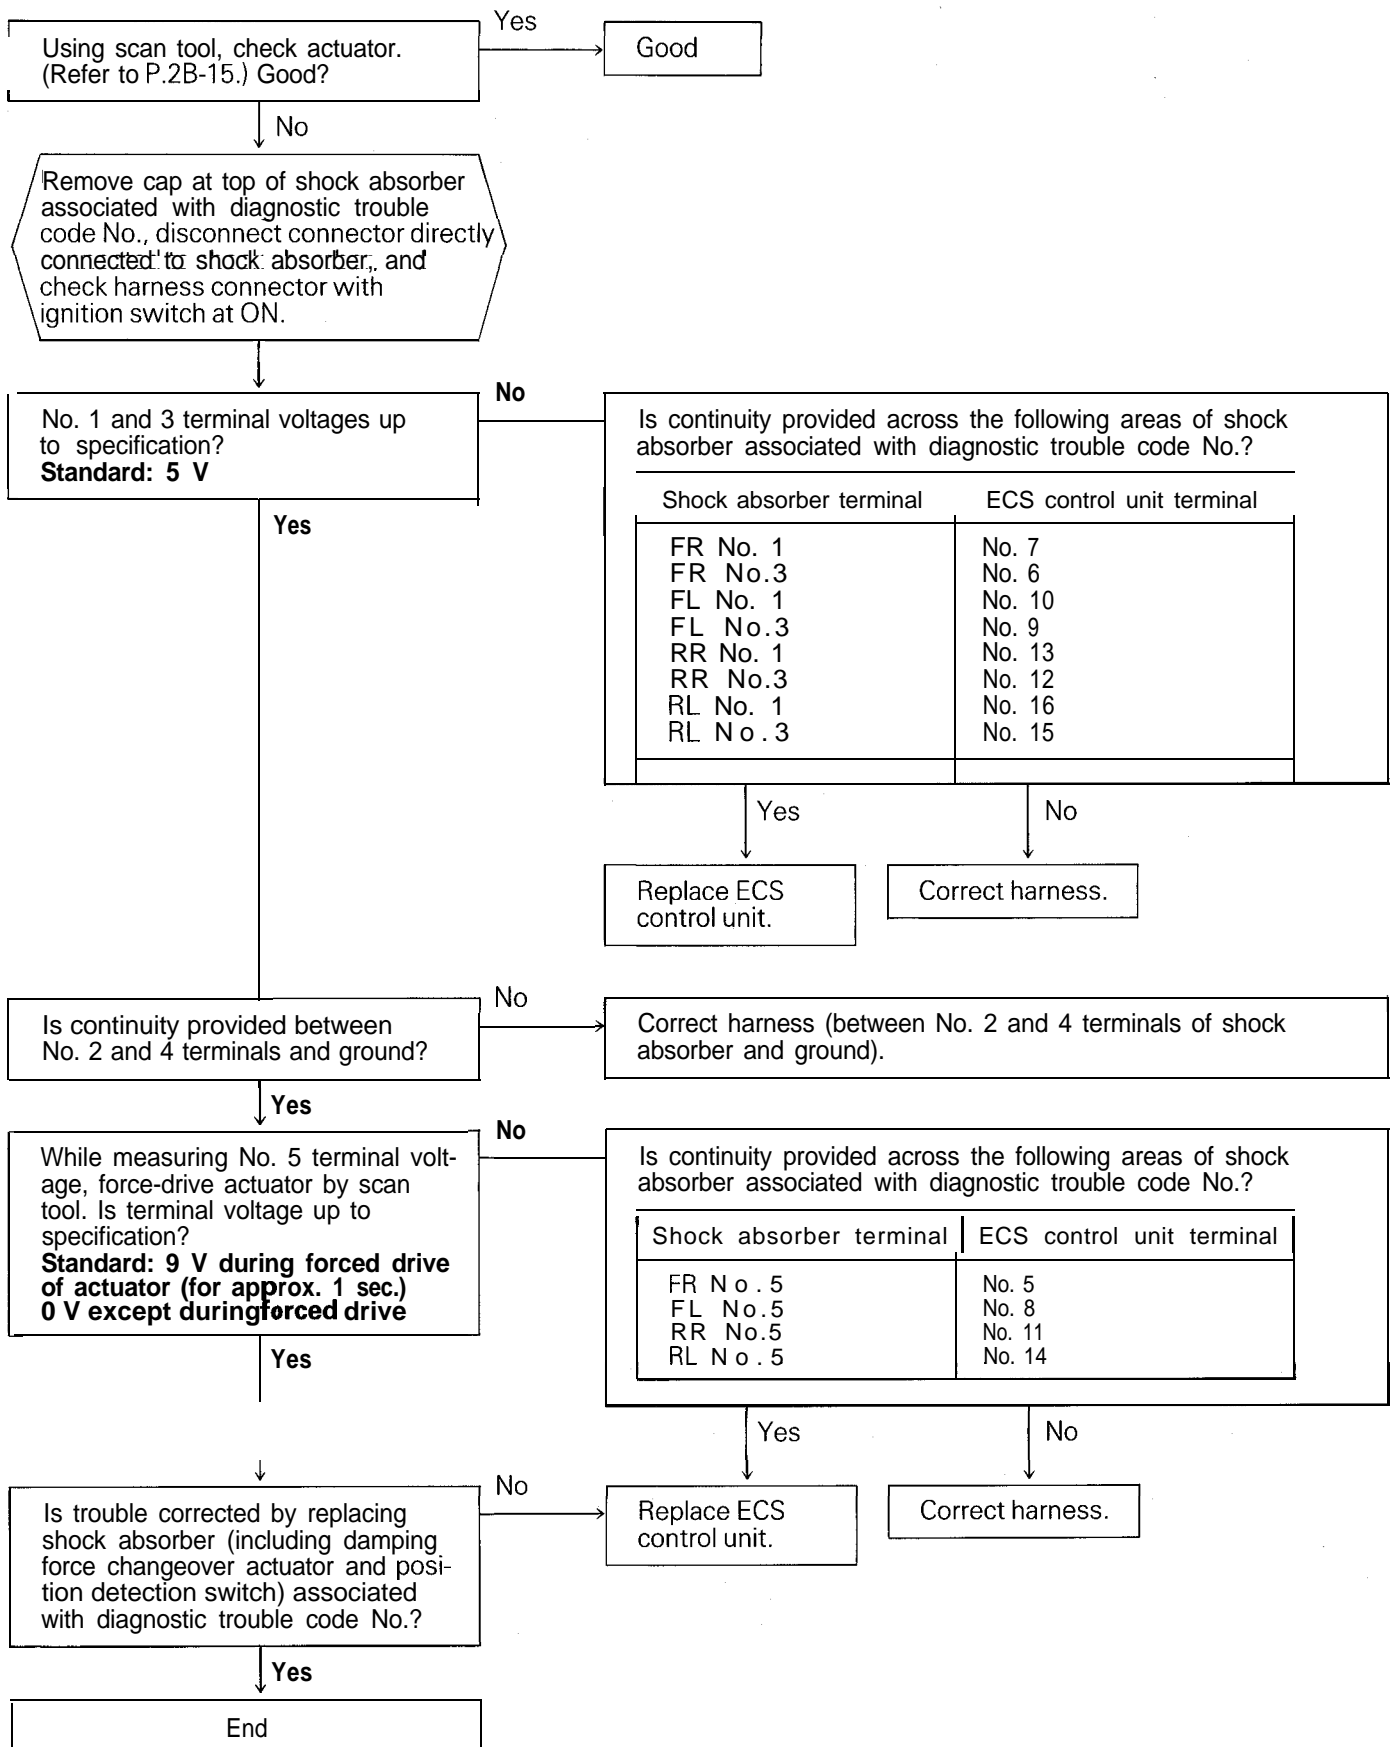 Using scan tool, check actuator.
(Refer to P.2B-15.) Good?
Yes
Good
No
Remove cap at top of shock absorber
associated with diagnostic trouble
code No., disconnect connector directly
connected to shock absorber, and
check harness connector with
ignition switch at ON.
No. 1 and 3 terminal voltages up
to specification?
Standard: 5 V
No
Yes
Is continuity provided across the following areas of shock
absorber associated with diagnostic trouble code No.?
Shock absorber terminal ECS control unit terminal
FR No. 1 No. 7
FR No.3 No. 6
FL No. 1 No. 10
FL No.3 No. 9
RR No. 1 No. 13
RR No.3 No. 12
RL No. 1 No. 16
RL No.3 No. 15
Yes
No
Replace ECS
control unit.
Correct harness.
Is continuity provided between
No. 2 and 4 terminals and ground?
No
Correct harness (between No. 2 and 4 terminals of shock
absorber and ground).
Yes
While measuring No. 5 terminal volt-
age, force-drive actuator by scan
tool. Is terminal voltage up to
specification?
Standard: 9 V during forced drive
of actuator (for approx. 1 sec.)
0 V except during forced drive
No
Yes
Is continuity provided across the following areas of shock
absorber associated with diagnostic trouble code No.?
Shock absorber terminal ECS control unit terminal
FR No.5 No. 5
FL No.5 No. 8
RR No.5 No. 11
RL No.5 No. 14
Yes
No
Replace ECS
control unit.
Correct harness.
Is trouble corrected by replacing
shock absorber (including damping
force changeover actuator and posi-
tion detection switch) associated
with diagnostic trouble code No.?
No
Yes
End